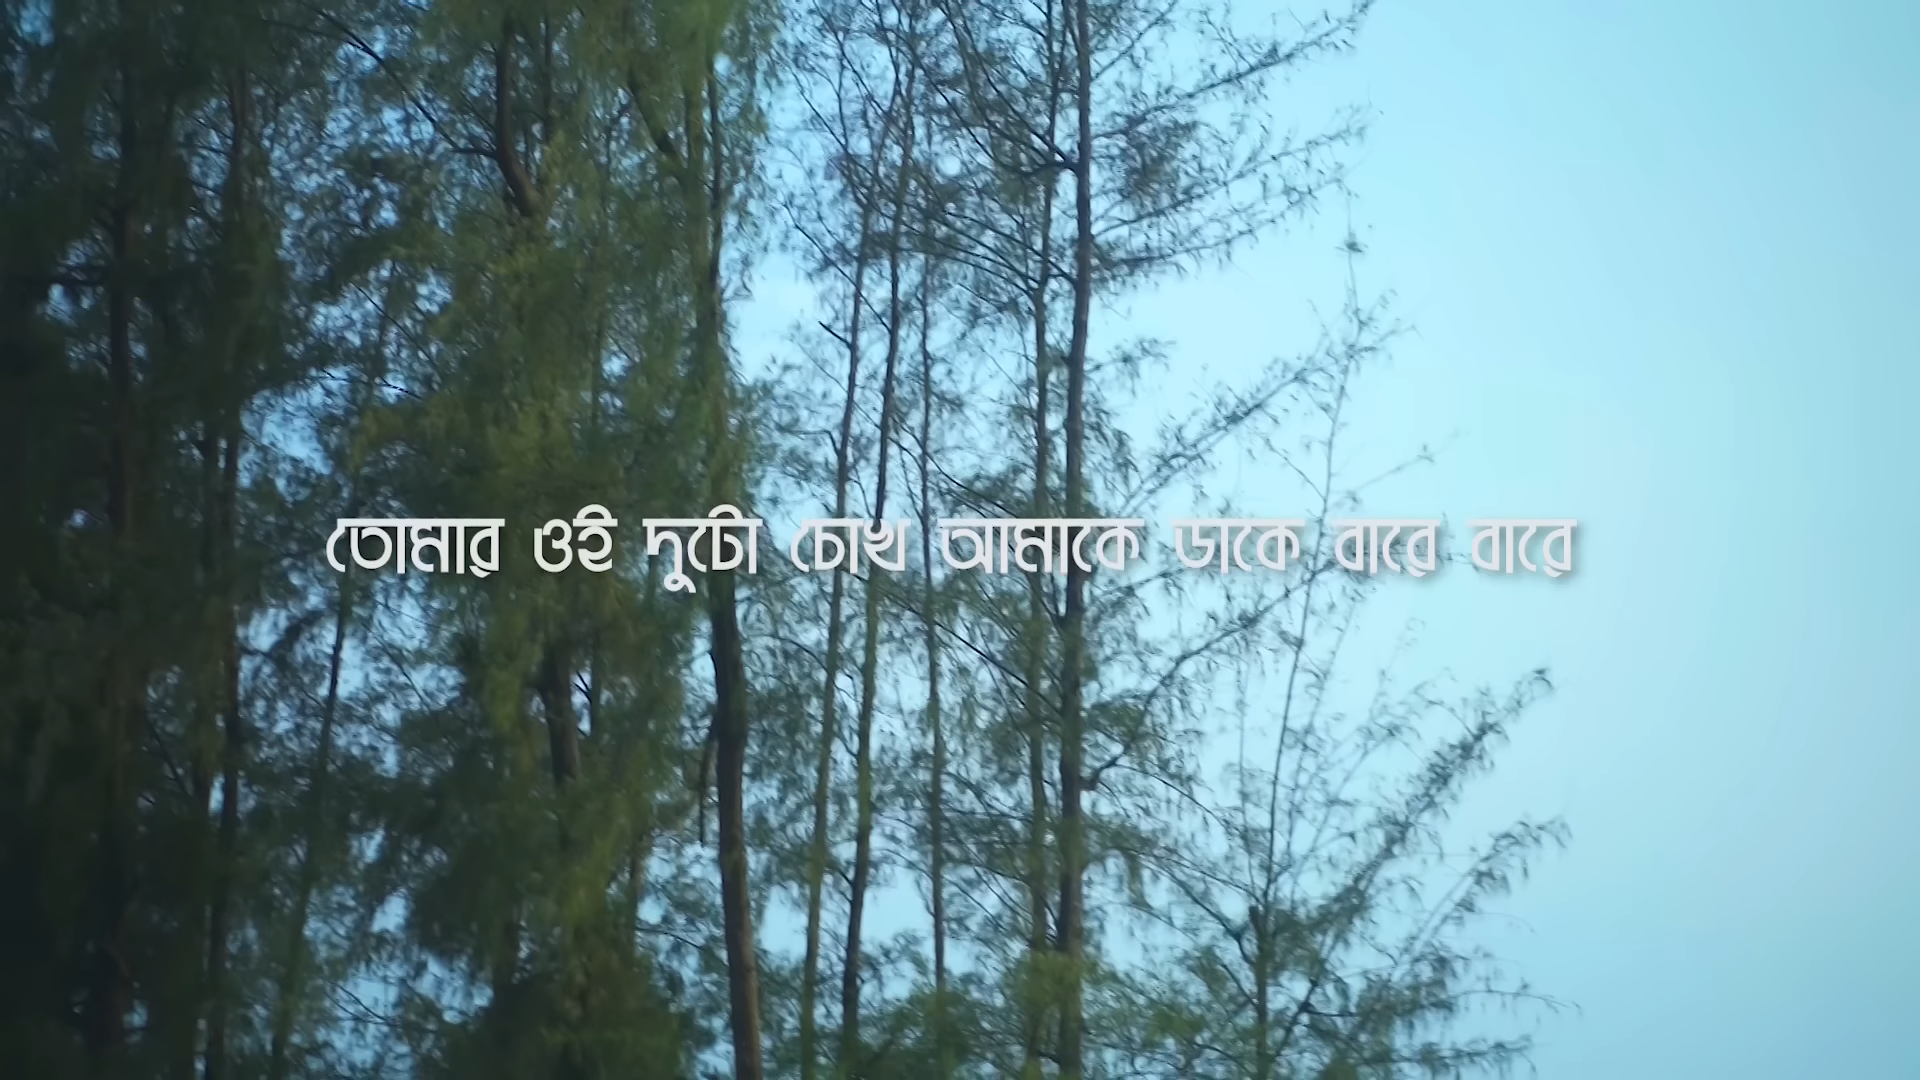 তোমার ওই দুটো চোখ আমাকে ডাকে বারে বারে